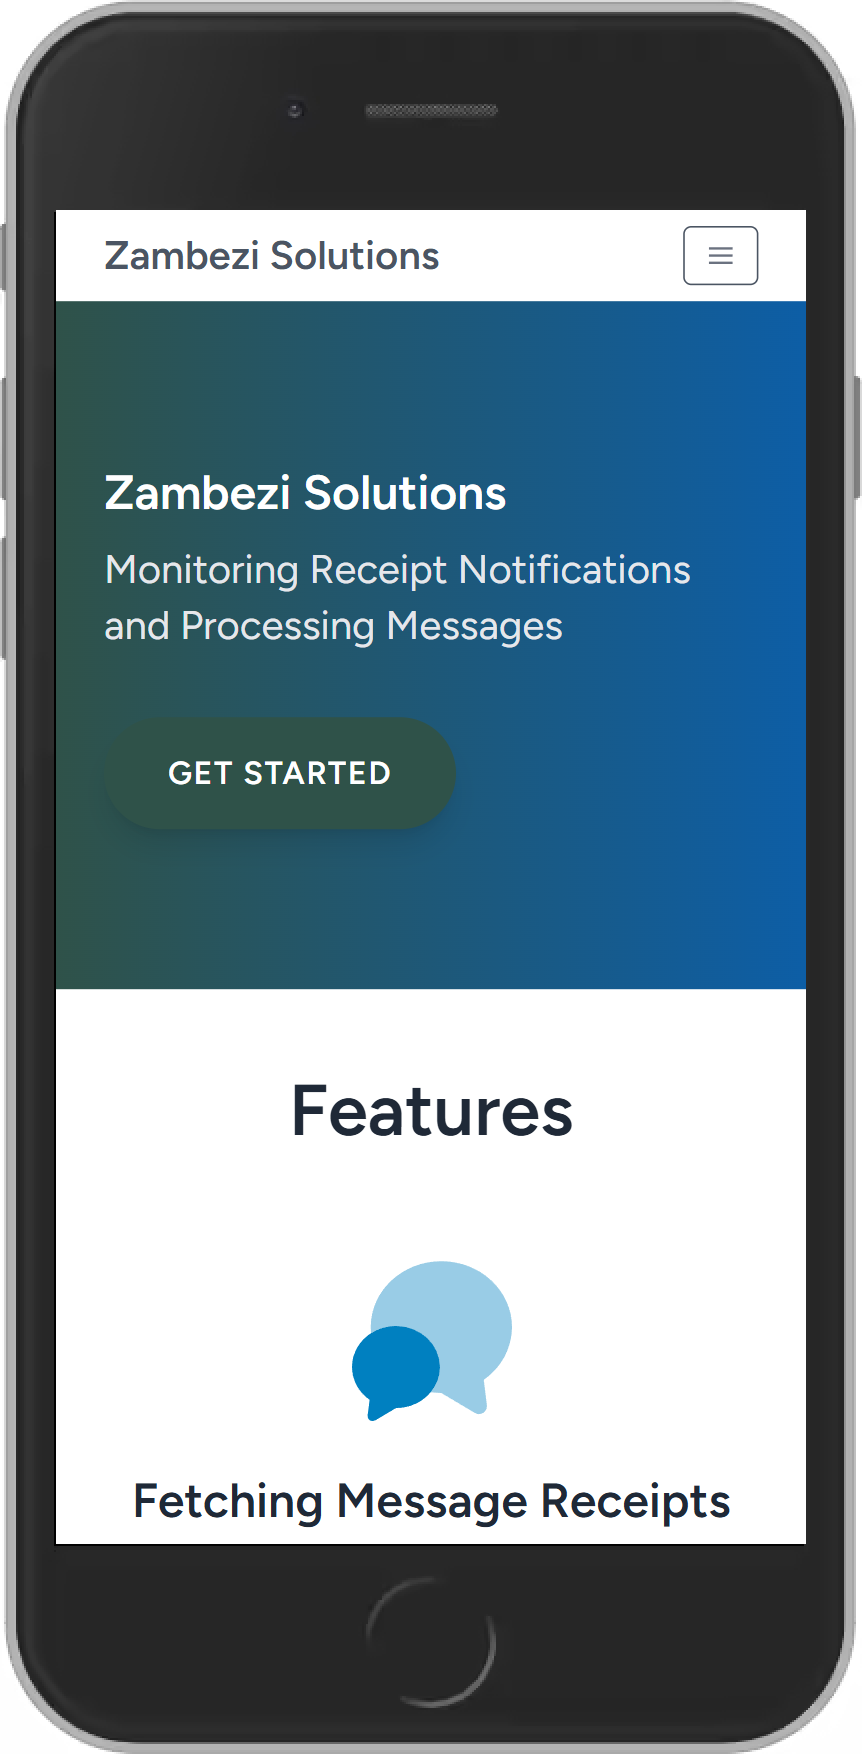 Zambezi Solutions
Zambezi Solutions
Monitoring Receipt Notifications
and Processing Messages
GET STARTED
Features
Fetching Message Receipts